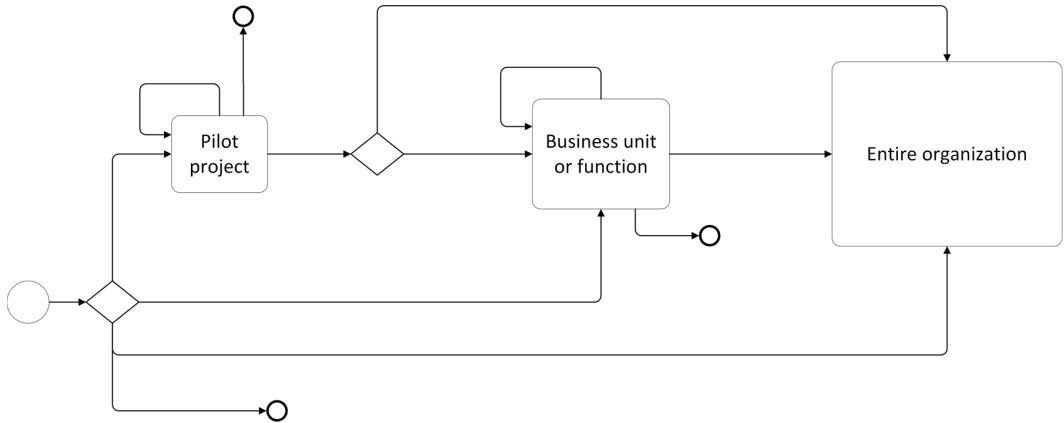 Pilot
project
Business unit
or function
Entire organization